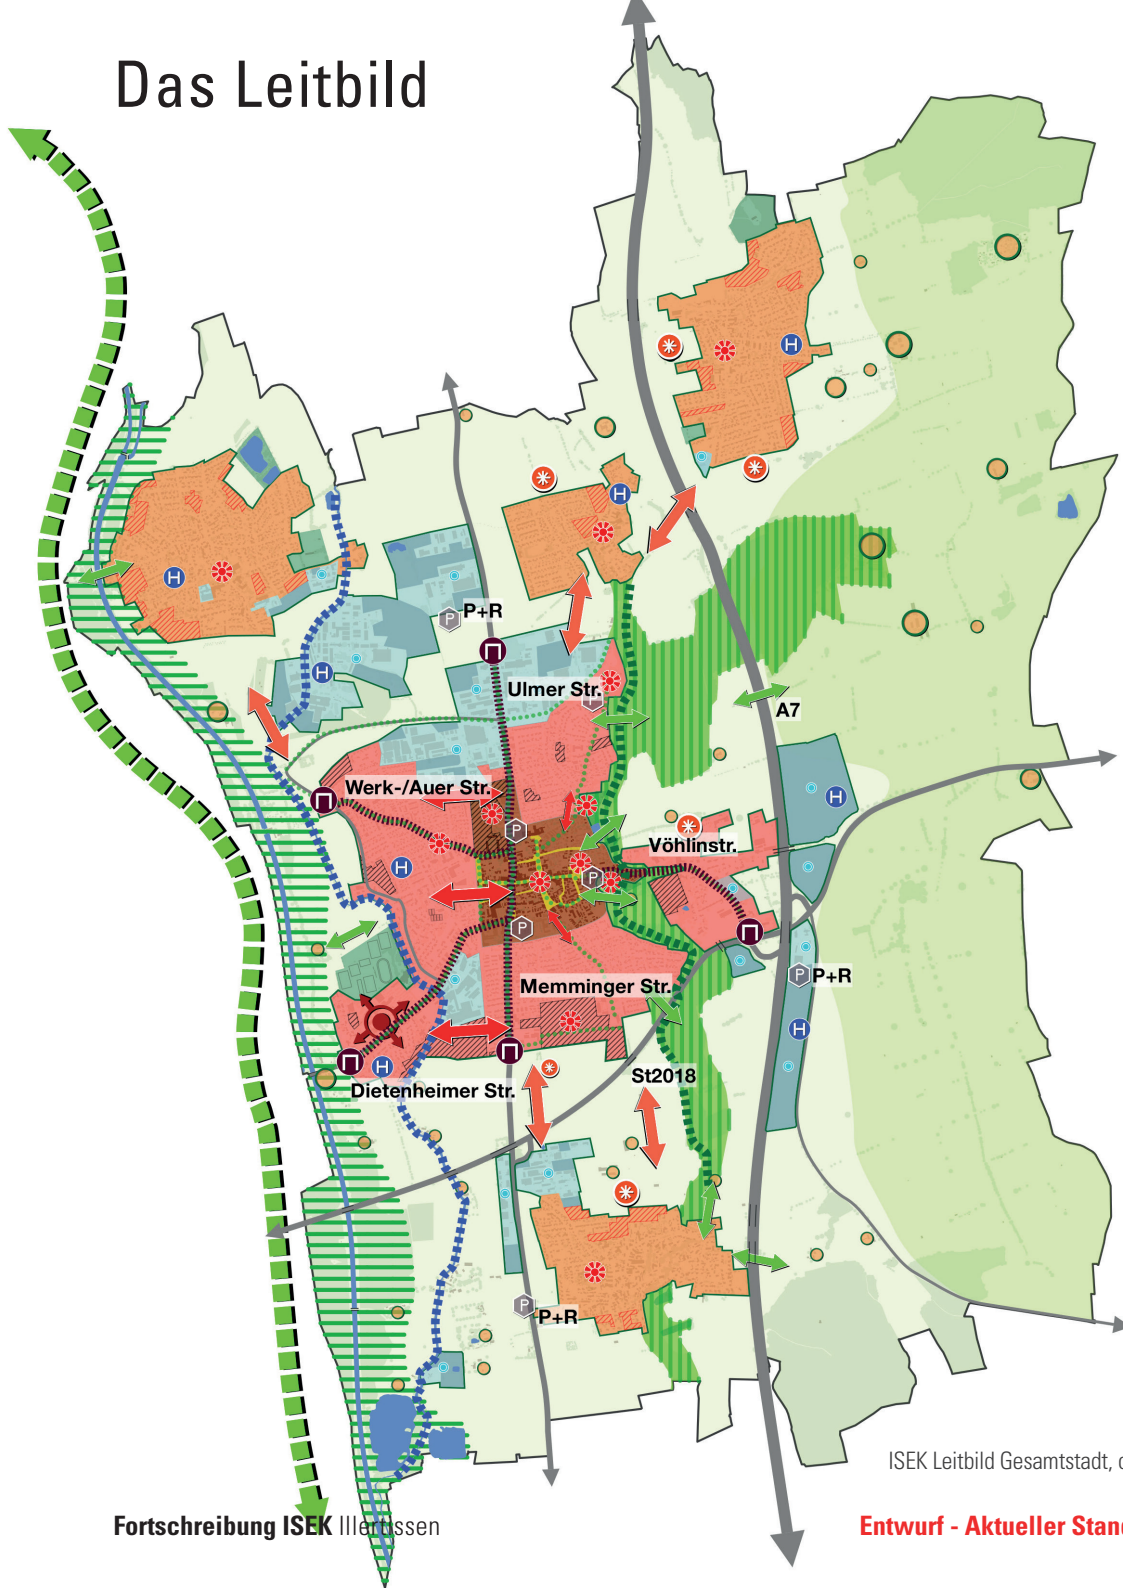 Das Leitbild
H
H
H
P
P+R
H
Ulmer Str.
P
A7
Werk-/Auer Str.
H
P
Vöhlinstr.
H
P
P
P
P+R
Memminger Str.
H
St2018
H
Dietenheimer Str.
P
P+R
ISEK Leitbild Gesamtstadt,
Fortschreibung ISEK Illertissen
Entwurf - Aktueller Stand